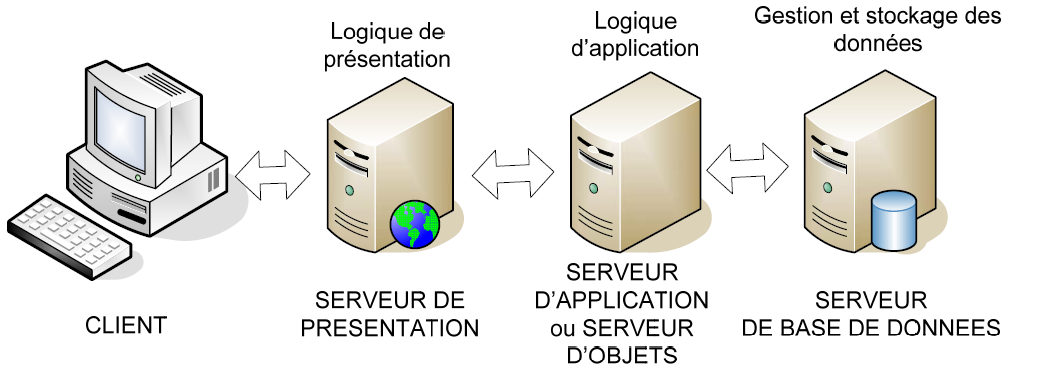 Logique de
présentation
Logique
d'application
Gestion et stockage des
données
CLIENT
SERVEUR DE
PRESENTATION
SERVEUR
D'APPLICATION
ou SERVEUR
D'OBJETS
SERVEUR
DE BASE DE DONNEES